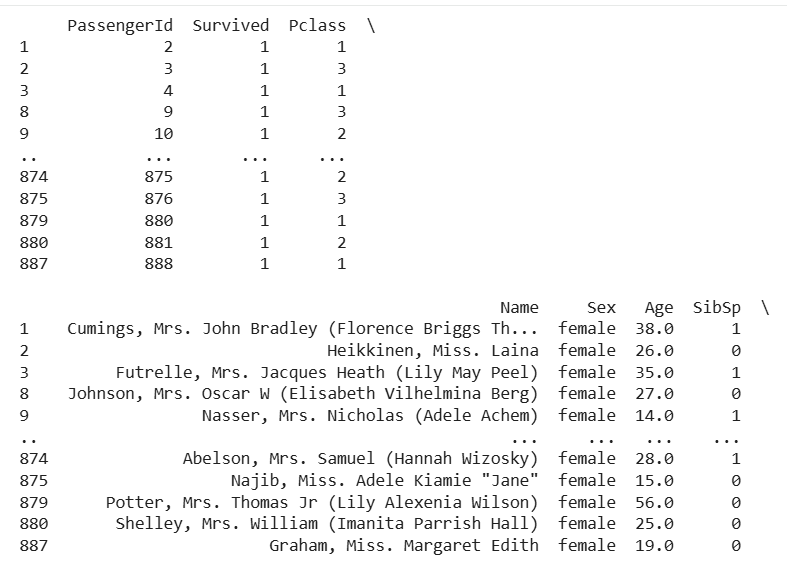 PassengerId Survived Pclass \
1 2 1 1
2 3 1 3
3 4 1 1
8 9 1 3
9 10 1 2
.. ... ... ...
874 875 1 2
875 876 1 3
879 880 1 1
880 881 1 2
887 888 1 1
Name Sex Age SibSp \
1 Cumings, Mrs. John Bradley (Florence Briggs Th... female 38.0 1
2 Heikkinen, Miss. Laina female 26.0 0
3 Futrelle, Mrs. Jacques Heath (Lily May Peel) female 35.0 1
8 Johnson, Mrs. Oscar W (Elisabeth Vilhelmina Berg) female 27.0 0
9 Nasser, Mrs. Nicholas (Adele Achem) female 14.0 1
.. ... ... ... ...
874 Abelson, Mrs. Samuel (Hannah Wizosky) female 28.0 1
875 Najib, Miss. Adele Kiamie "Jane" female 15.0 0
879 Potter, Mrs. Thomas Jr (Lily Alexenia Wilson) female 56.0 0
880 Shelley, Mrs. William (Imanita Parrish Hall) female 25.0 0
887 Graham, Miss. Margaret Edith female 19.0 0